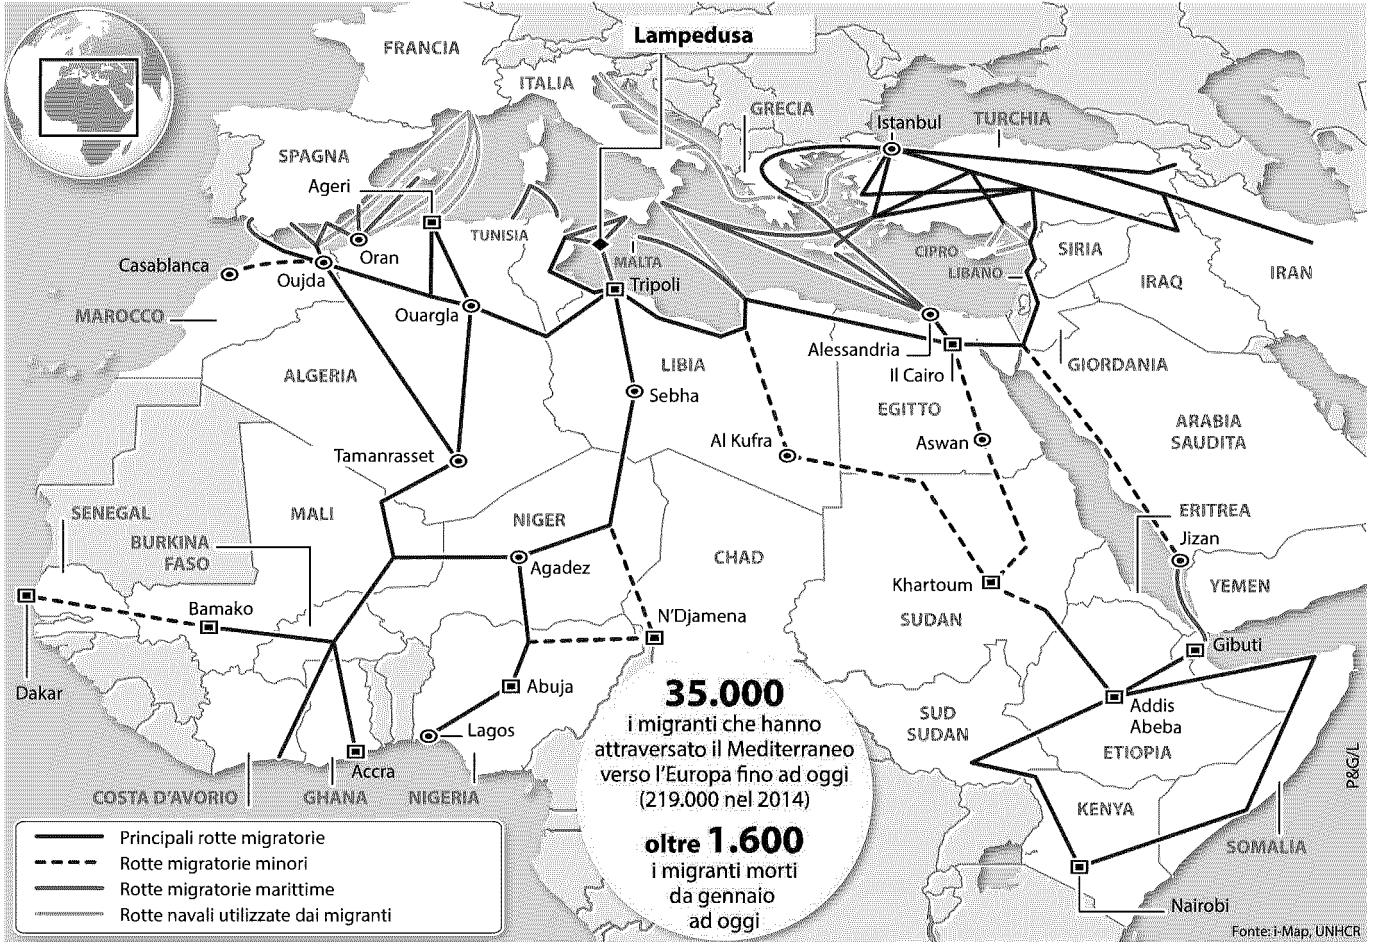 Lampedusa
FRANCIA
ITALIA
GRECIA
Istanbul
TURCHIA
SPAGNA
Ageri
TUNISIA
Casablanca
Oujda
Oran
MALTA
Tripoli
CIPRO
LIBANO
SIRIA
IRAQ
IRAN
MAROCCO
Ouargla
Alessandria
Il Cairo
GIORDANIA
ALGERIA
LIBIA
Sebha
EGITTO
ARABIA
SAUDITA
Al Kufra
Aswan
Tamanrasset
SENEGAL
MALI
NIGER
ERITREA
BURKINA
FASO
Agadez
CHAD
Jizan
Khartoum
YEMEN
Bamako
N'Djamena
SUDAN
Gibuti
Dakar
Abuja
Addis
Abeba
Lagos
SUD
SUDAN
ETIOPIA
Accra
COSTA D'AVORIO
GHANA
NIGERIA
KENYA
SOMALIA
Nairobi
35.000
i migranti che hanno
attraversato il Mediterraneo
verso l'Europa fino ad oggi
(219.000 nel 2014)
oltre 1.600
i migranti morti
da gennaio
ad oggi
Principali rotte migratorie
Rotte migratorie minori
Rotte migratorie marittime
Rotte navali utilizzate dai migranti
P&G/L
Fonte: i-Map, UNHCR